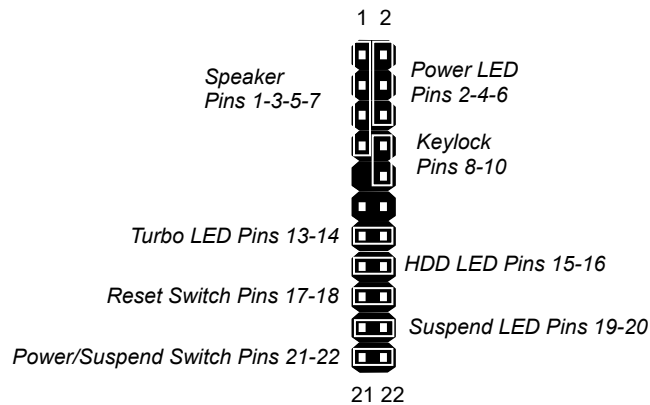 1 2
Speaker
Pins 1-3-5-7
Power LED
Pins 2-4-6
Keylock
Pins 8-10
Turbo LED Pins 13-14
HDD LED Pins 15-16
Reset Switch Pins 17-18
Suspend LED Pins 19-20
Power/Suspend Switch Pins 21-22
21 22